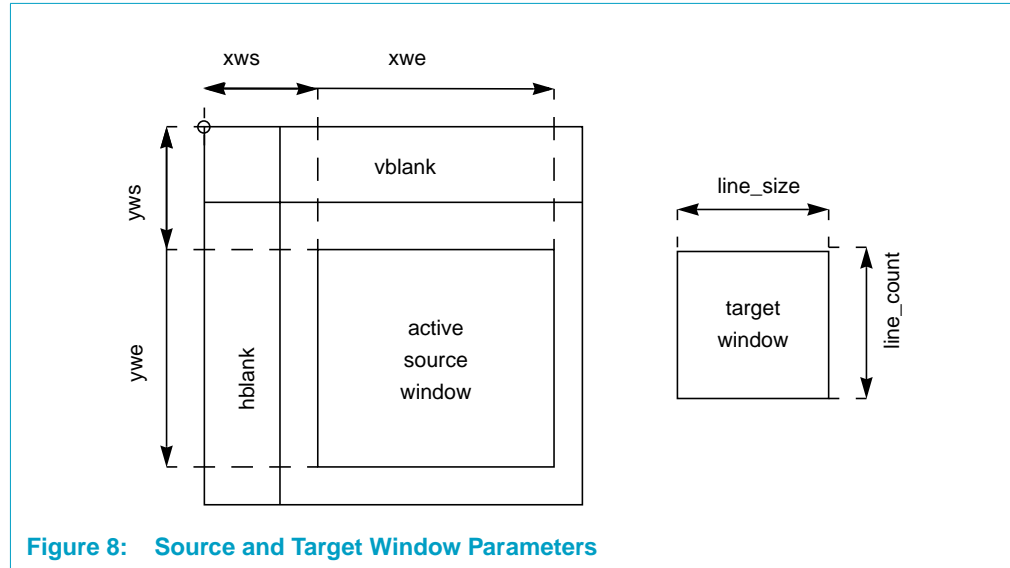 xws
xwe
vblank
yws
line_size
line_count
target
window
active
source
window
ywe
hblank
Figure 8: Source and Target Window Parameters